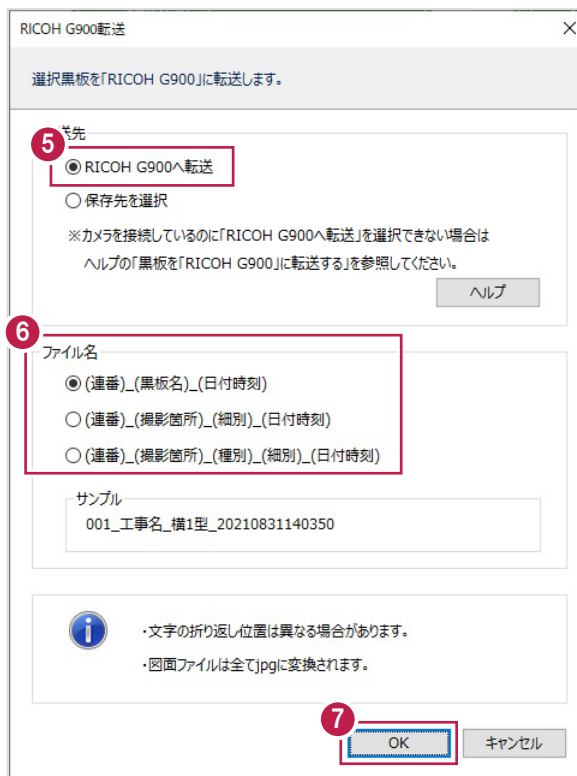 RICOH G900転送
選択黒板を「RICOH G900」に転送します。
送先
5
RICOH G900へ転送
保存先を選択
※カメラを接続しているのに「RICOH G900へ転送」を選択できない場合は
ヘルプの「黒板を「RICOH G900」に転送する」を参照してください。
ヘルプ
6
ファイル名
(連番)_(黒板名)_(日付時刻)
(連番)_(撮影箇所)_(細別)_(日付時刻)
(連番)_(撮影箇所)_(種別)_(細別)_(日付時刻)
サンプル
001_工事名_横1型_20210831140350
・文字の折り返し位置は異なる場合があります。
・図面ファイルは全てjpgに変換されます。
7
OK
キャンセル